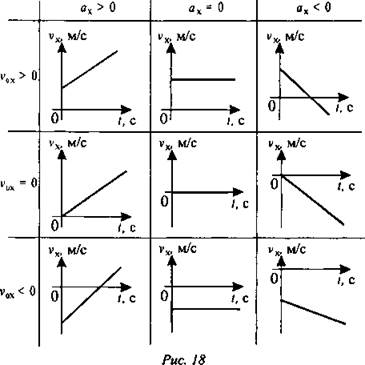 aₓ > 0 aₓ = 0 aₓ < 0
v₀ₓ > 0
vₓ, м/с vₓ, м/с vₓ, м/с
0 t, с 0 t, с 0 t, с
v₀ₓ = 0
vₓ, м/с vₓ, м/с vₓ, м/с
0 t, с 0 t, с 0 t, с
v₀ₓ < 0
vₓ, м/с vₓ, м/с vₓ, м/с
0 t, с 0 t, с 0 t, с
Рис. 18